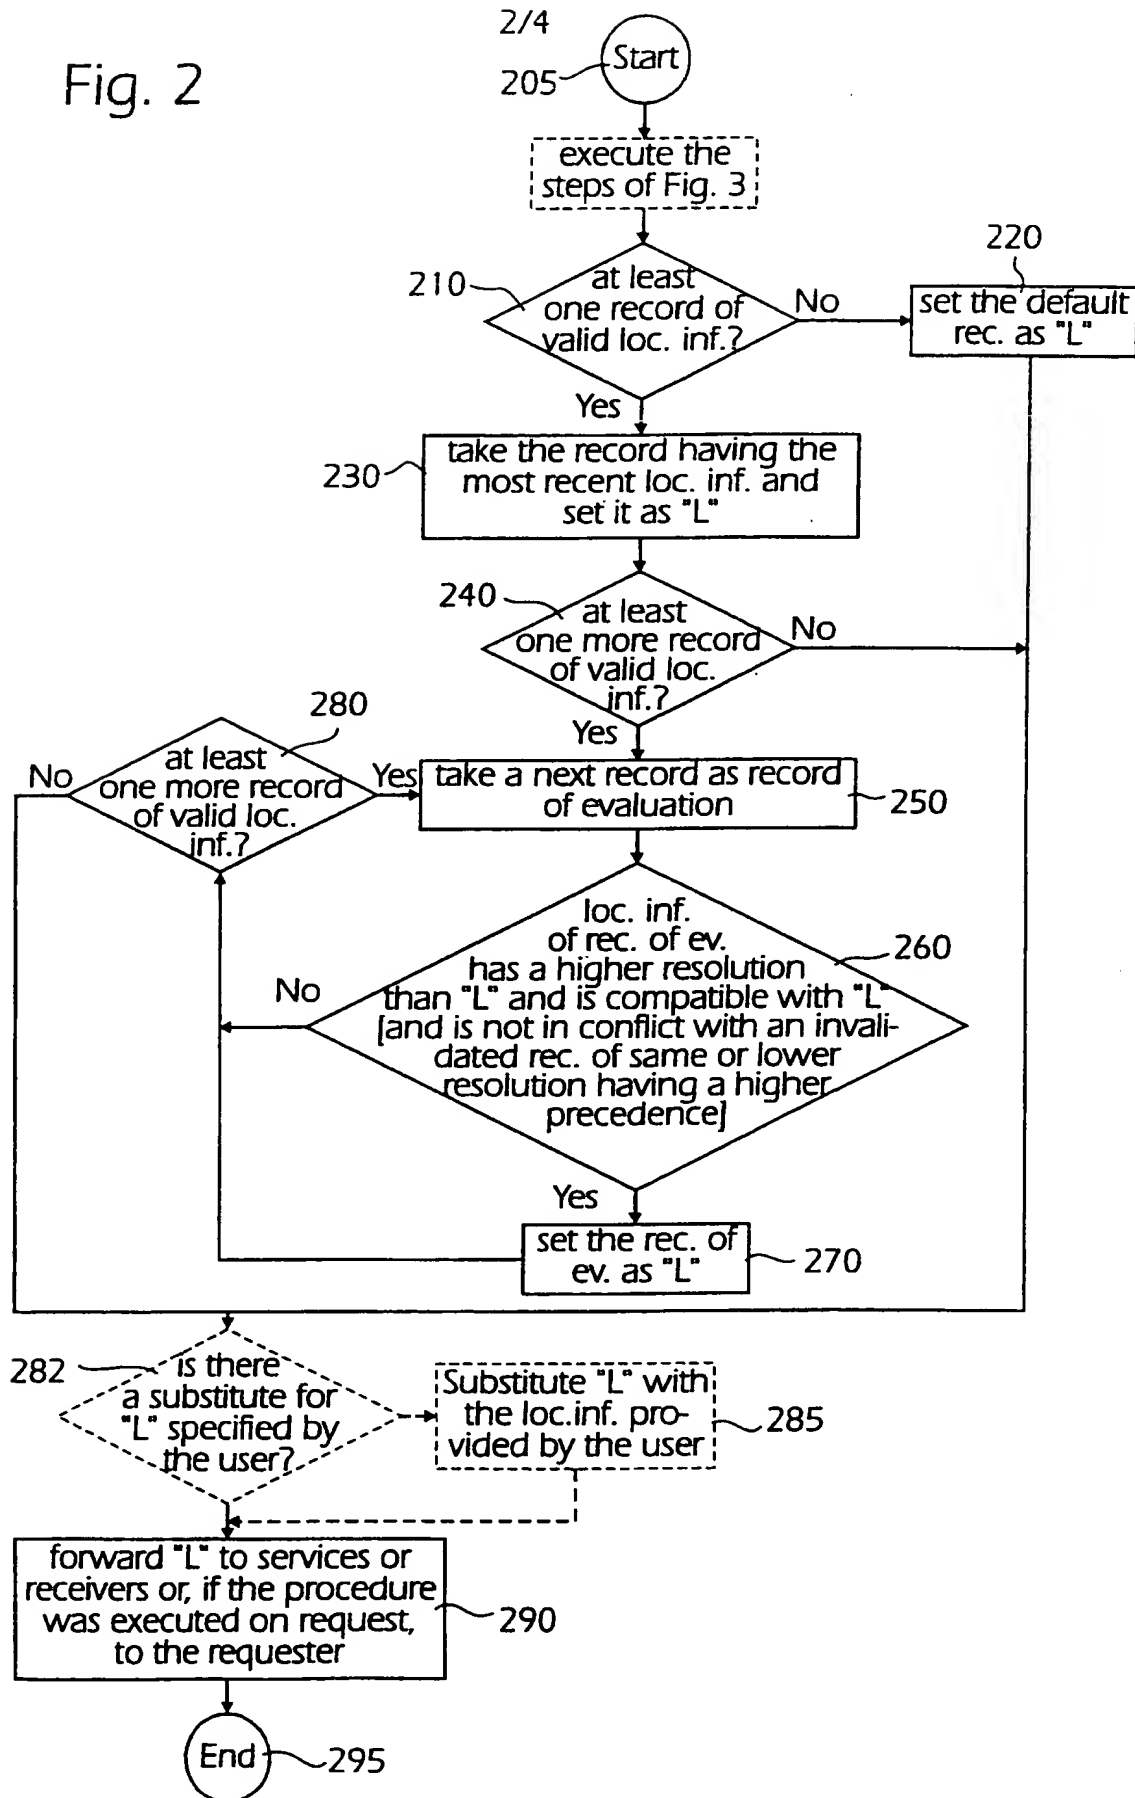 2/4
Fig. 2
Start
205
execute the
steps of Fig. 3
210
at least
one record of
valid loc. inf.?
No
220
set the default
rec. as "L"
Yes
230
take the record having the
most recent loc. inf. and
set it as "L"
240
at least
one more record
of valid loc.
inf.?
No
Yes
280
at least
one more record
of valid loc.
inf.?
No
Yes
take a next record as record
of evaluation
250
loc. inf.
of rec. of ev.
has a higher resolution
than "L" and is compatible with "L"
[and is not in conflict with an invali-
dated rec. of same or lower
resolution having a higher
precedence]
260
No
Yes
set the rec. of
ev. as "L"
270
282
is there
a substitute for
"L" specified by
the user?
Substitute "L" with
the loc.inf. pro-
vided by the user
285
forward "L" to services or
receivers or, if the procedure
was executed on request,
to the requester
290
End
295